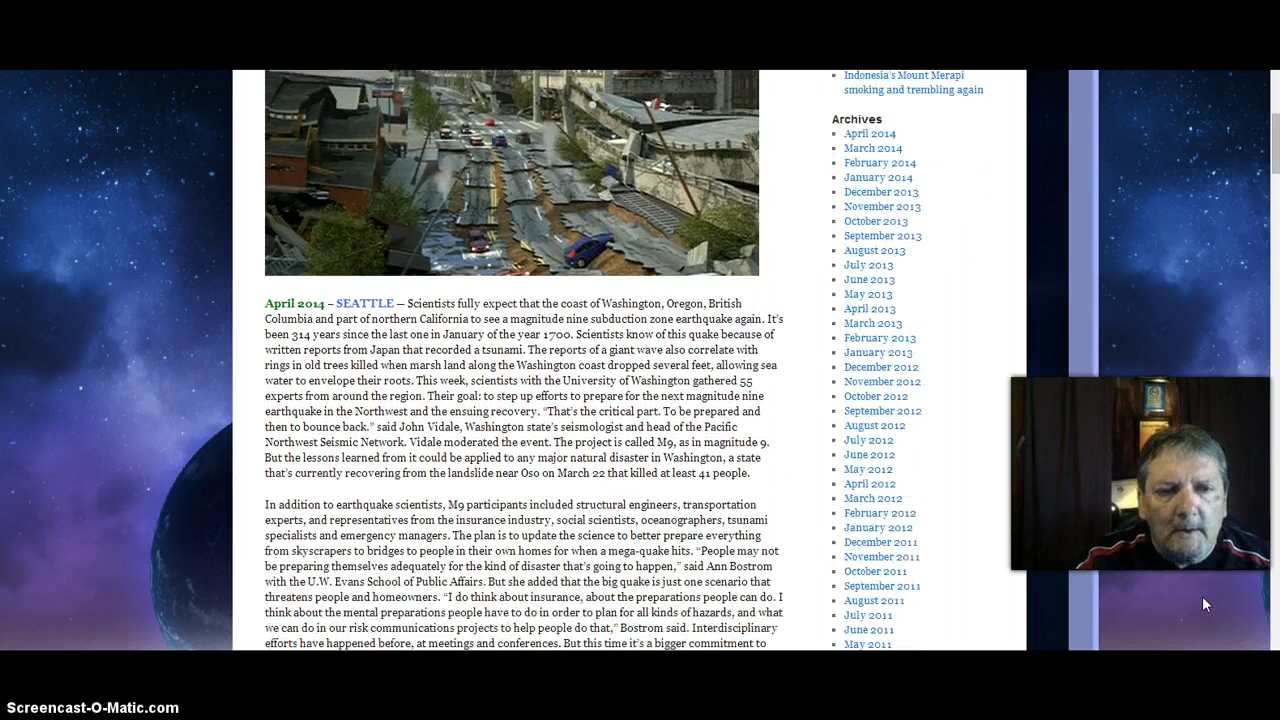 Indonesia's Mount Merapi
smoking and trembling again
Archives
April 2014
March 2014
February 2014
January 2014
December 2013
November 2013
October 2013
September 2013
August 2013
July 2013
June 2013
May 2013
April 2013
March 2013
February 2013
January 2013
December 2012
November 2012
October 2012
September 2012
August 2012
July 2012
June 2012
May 2012
April 2012
March 2012
February 2012
January 2012
December 2011
November 2011
October 2011
September 2011
August 2011
July 2011
June 2011
May 2011
April 2014 – SEATTLE — Scientists fully expect that the coast of Washington, Oregon, British
Columbia and part of northern California to see a magnitude nine subduction zone earthquake again. It's
been 314 years since the last one in January of the year 1700. Scientists know of this quake because of
written reports from Japan that recorded a tsunami. The reports of a giant wave also correlate with
rings in old trees killed when marsh land along the Washington coast dropped several feet, allowing sea
water to envelope their roots. This week, scientists with the University of Washington gathered 55
experts from around the region. Their goal: to step up efforts to prepare for the next magnitude nine
earthquake in the Northwest and the ensuing recovery. “That's the critical part. To be prepared and
then to bounce back.” said John Vidale, Washington state's seismologist and head of the Pacific
Northwest Seismic Network. Vidale moderated the event. The project is called M9, as in magnitude 9.
But the lessons learned from it could be applied to any major natural disaster in Washington, a state
that's currently recovering from the landslide near Oso on March 22 that killed at least 41 people.
In addition to earthquake scientists, M9 participants included structural engineers, transportation
experts, and representatives from the insurance industry, social scientists, oceanographers, tsunami
specialists and emergency managers. The plan is to update the science to better prepare everything
from skyscrapers to bridges to people in their own homes for when a mega-quake hits. “People may not
be preparing themselves adequately for the kind of disaster that's going to happen,” said Ann Bostrom
with the U.W. Evans School of Public Affairs. But she added that the big quake is just one scenario that
threatens people and homeowners. “I do think about insurance, about the preparations people can do. I
think about the mental preparations people have to do in order to plan for all kinds of hazards, and what
we can do in our risk communications projects to help people do that,” Bostrom said. Interdisciplinary
efforts have happened before, at meetings and conferences. But this time it's a bigger commitment to
Screencast-O-Matic.com